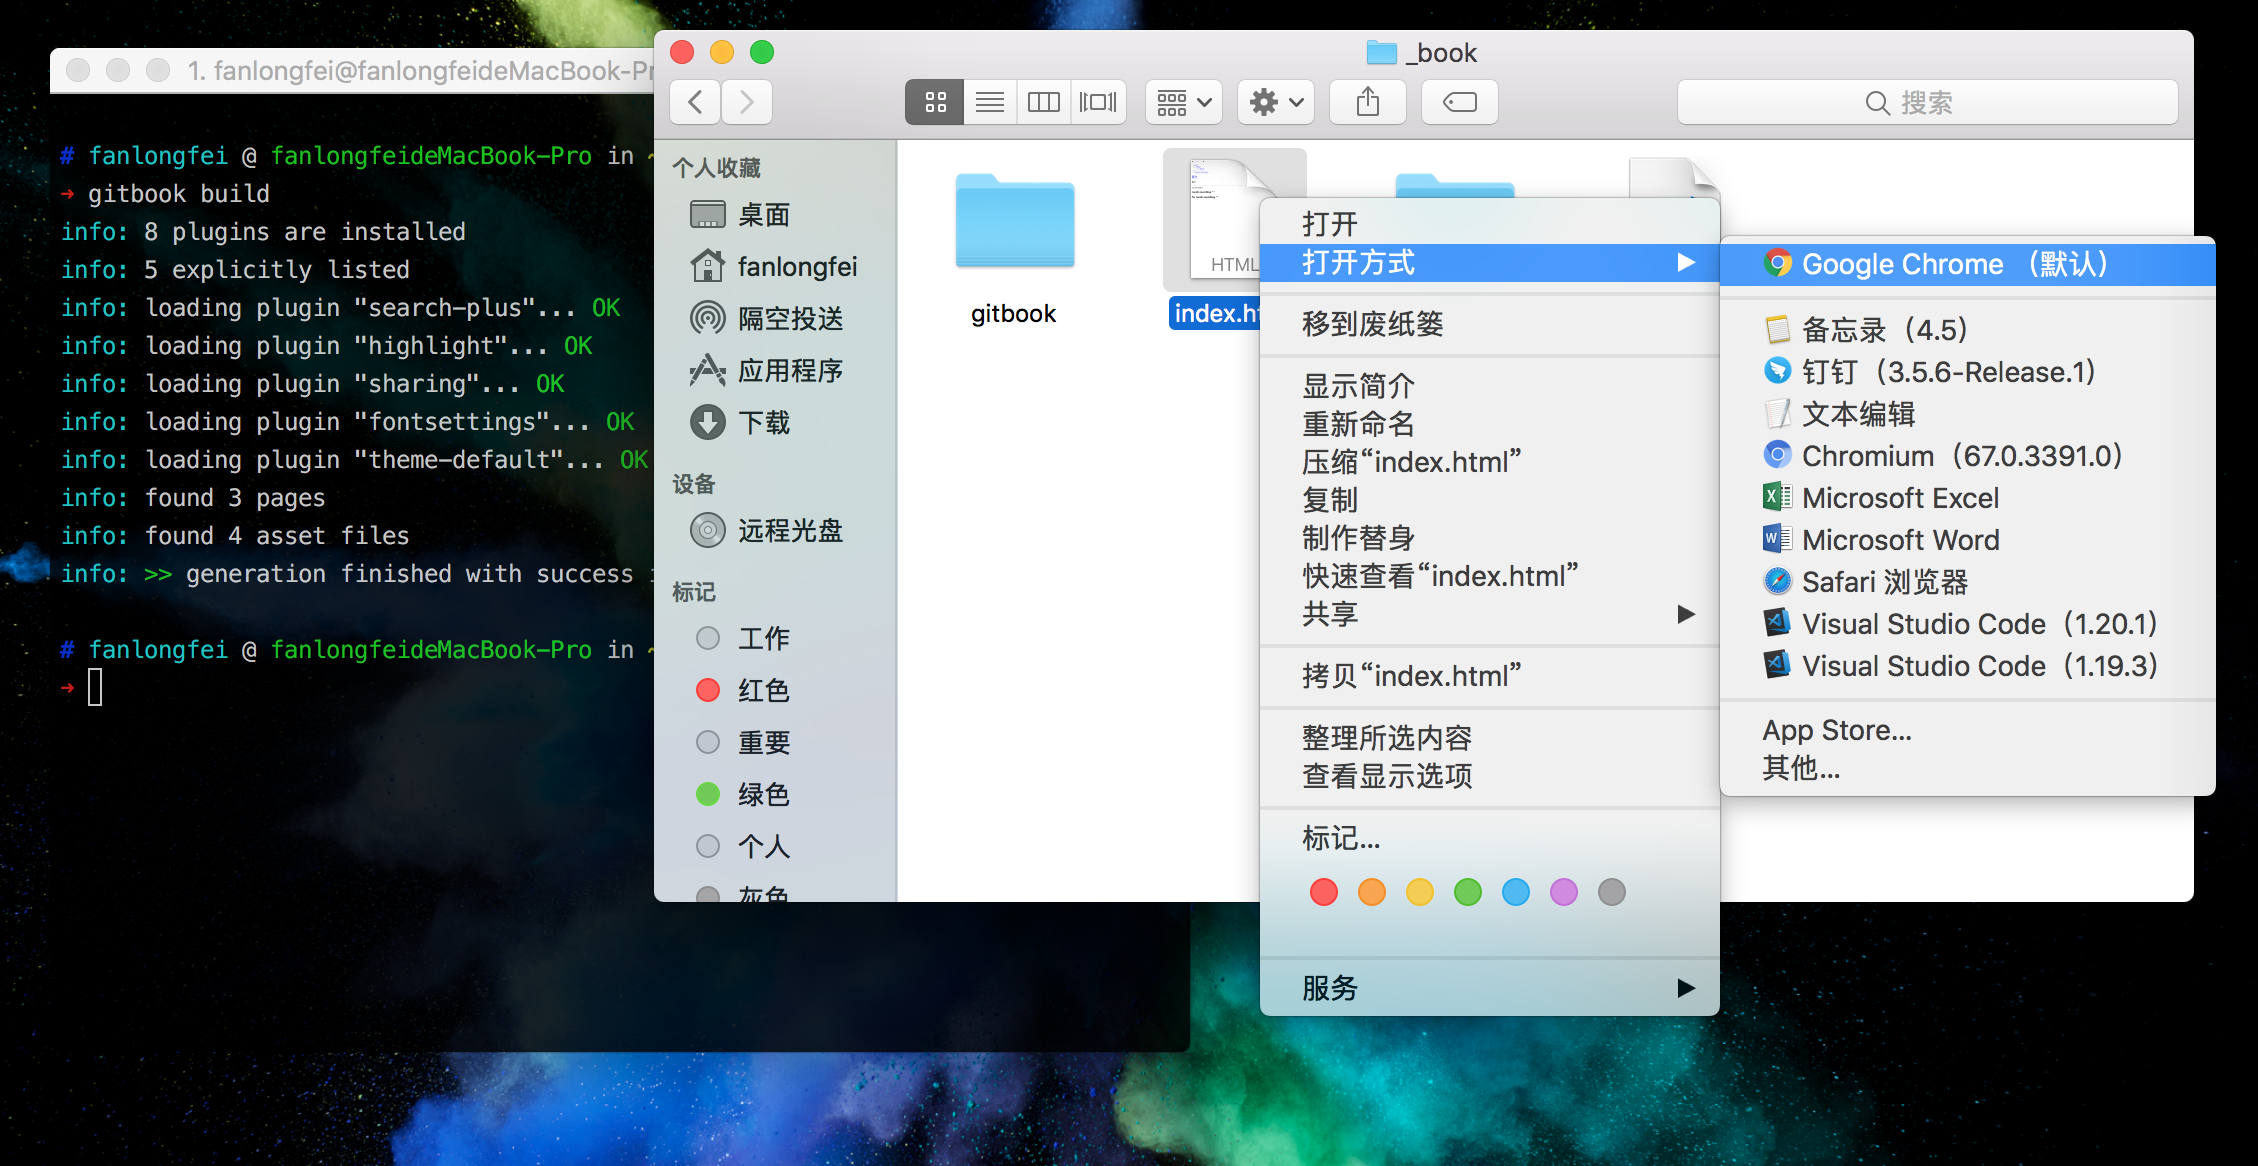 1. fanlongfei@fanlongfeideMacBook-Pr
# fanlongfei @ fanlongfeideMacBook-Pro in ~
→ gitbook build
info: 8 plugins are installed
info: 5 explicitly listed
info: loading plugin "search-plus"... OK
info: loading plugin "highlight"... OK
info: loading plugin "sharing"... OK
info: loading plugin "fontsettings"... OK
info: loading plugin "theme-default"... OK
info: found 3 pages
info: found 4 asset files
info: >> generation finished with success
# fanlongfei @ fanlongfeideMacBook-Pro in ~
→
_book
搜索
个人收藏
桌面
fanlongfei
隔空投送
应用程序
下载
设备
远程光盘
标记
工作
红色
重要
绿色
个人
灰色
gitbook
HTML
index.ht
打开
打开方式
移到废纸篓
显示简介
重新命名
压缩“index.html”
复制
制作替身
快速查看“index.html”
共享
拷贝“index.html”
整理所选内容
查看显示选项
标记...
服务
Google Chrome （默认）
备忘录（4.5）
钉钉（3.5.6-Release.1）
文本编辑
Chromium（67.0.3391.0）
Microsoft Excel
Microsoft Word
Safari 浏览器
Visual Studio Code（1.20.1）
Visual Studio Code（1.19.3）
App Store...
其他...